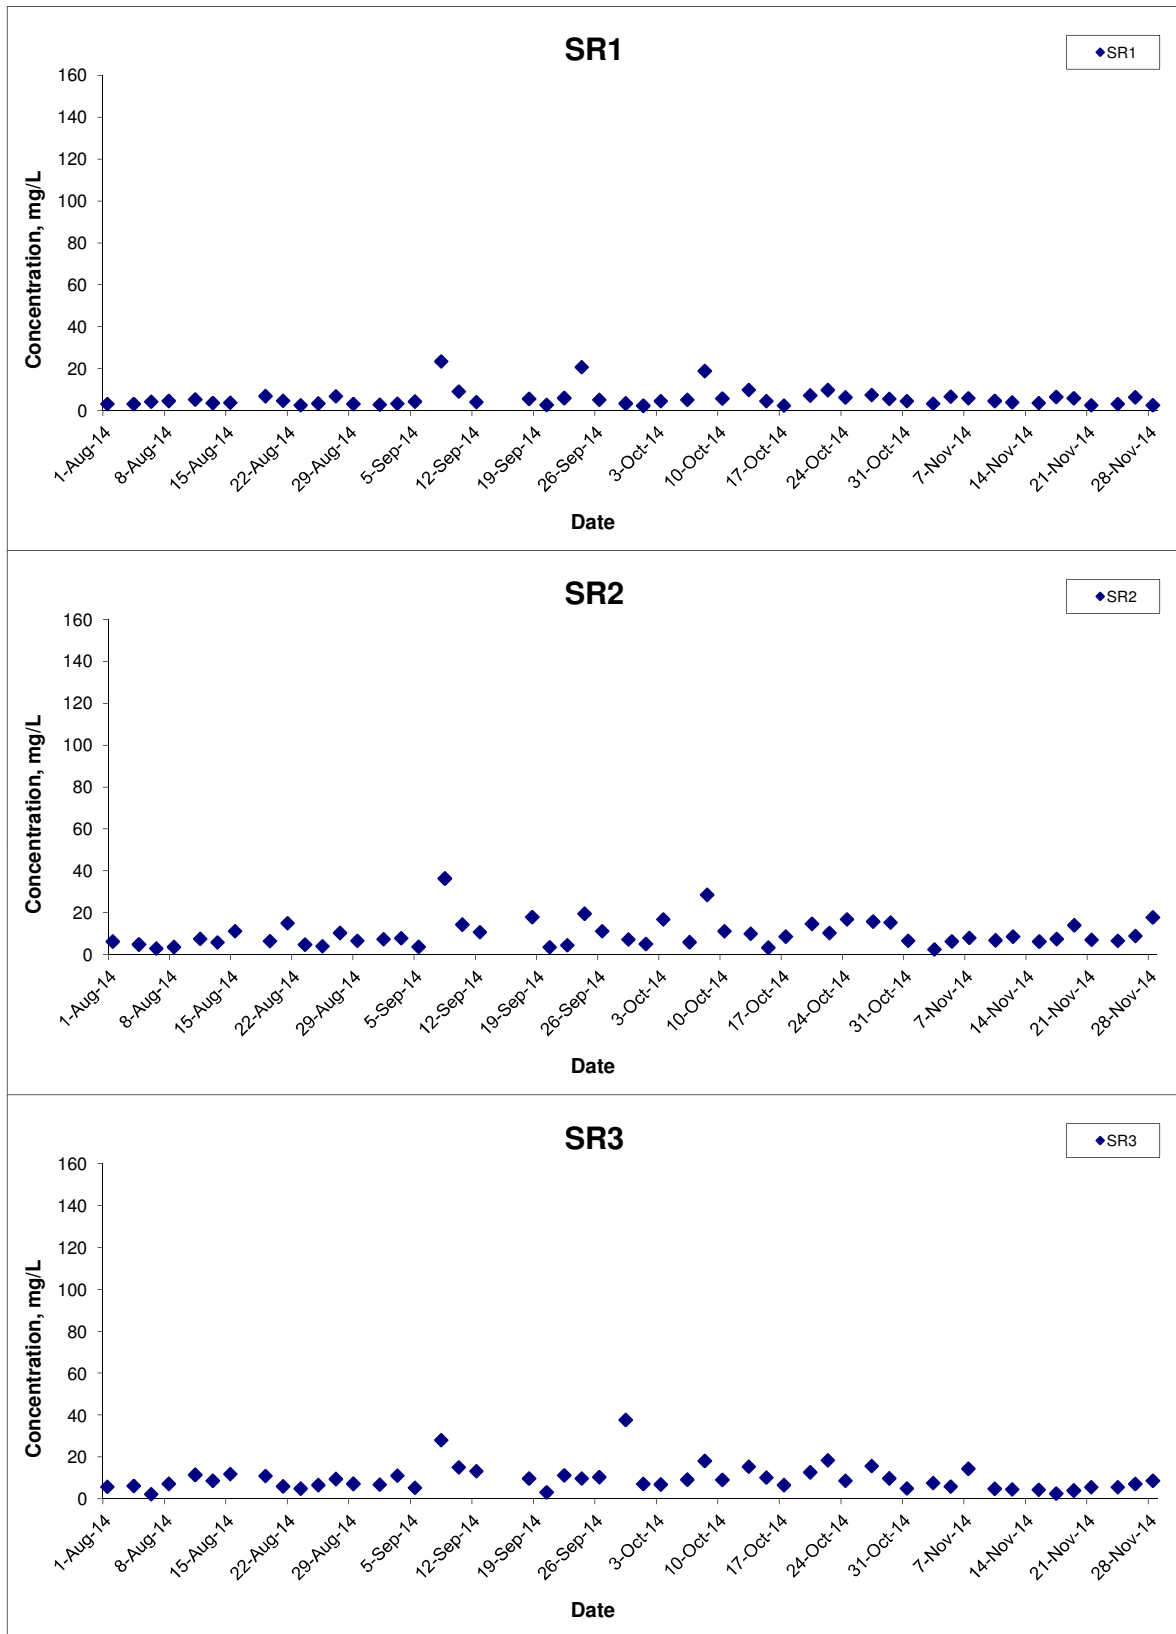 SR1
SR1
160
140
120
100
80
60
40
20
0
Concentration, mg/L
1-Aug-14
8-Aug-14
15-Aug-14
22-Aug-14
29-Aug-14
5-Sep-14
12-Sep-14
19-Sep-14
26-Sep-14
3-Oct-14
10-Oct-14
17-Oct-14
24-Oct-14
31-Oct-14
7-Nov-14
14-Nov-14
21-Nov-14
28-Nov-14
Date
SR2
SR2
160
140
120
100
80
60
40
20
0
Concentration, mg/L
1-Aug-14
8-Aug-14
15-Aug-14
22-Aug-14
29-Aug-14
5-Sep-14
12-Sep-14
19-Sep-14
26-Sep-14
3-Oct-14
10-Oct-14
17-Oct-14
24-Oct-14
31-Oct-14
7-Nov-14
14-Nov-14
21-Nov-14
28-Nov-14
Date
SR3
SR3
160
140
120
100
80
60
40
20
0
Concentration, mg/L
1-Aug-14
8-Aug-14
15-Aug-14
22-Aug-14
29-Aug-14
5-Sep-14
12-Sep-14
19-Sep-14
26-Sep-14
3-Oct-14
10-Oct-14
17-Oct-14
24-Oct-14
31-Oct-14
7-Nov-14
14-Nov-14
21-Nov-14
28-Nov-14
Date